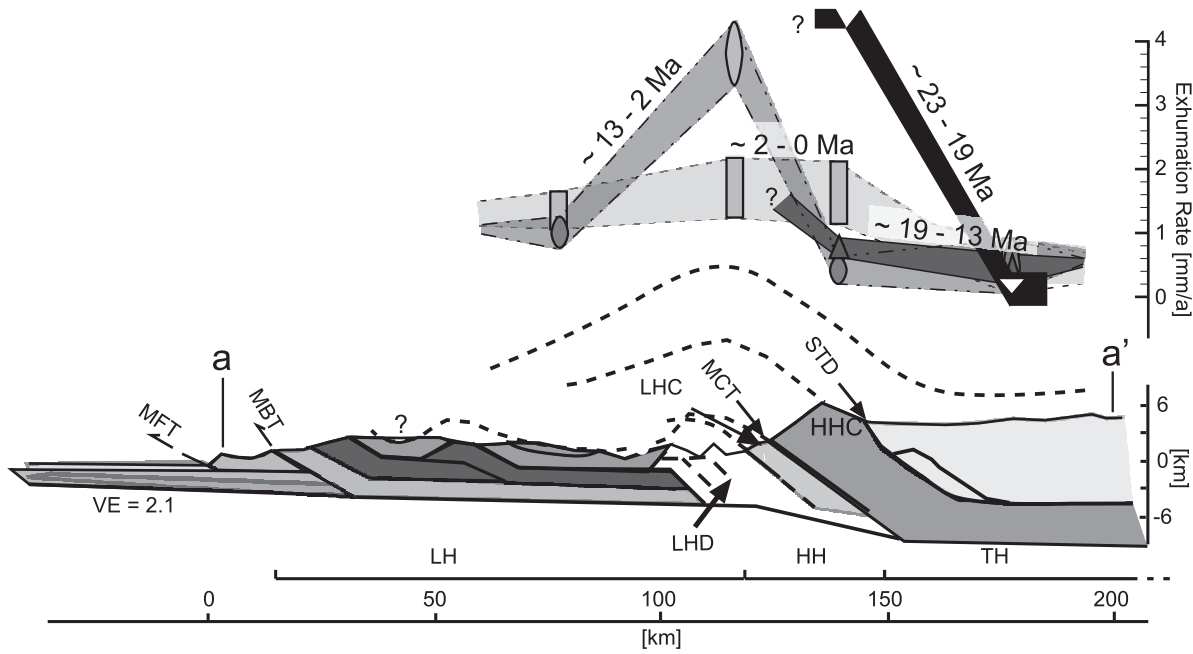 ?
4
~ 13 - 2 Ma
~ 23 - 19 Ma
3
~ 2 - 0 Ma
2
?
~ 19 - 13 Ma
1
0
Exhumation Rate [mm/a]
a
a’
STD
MCT
LHC
MBT
MFT
?
HHC
6
0
-6
[km]
VE = 2.1
LHD
LH
HH
TH
0
50
100
150
200
[km]